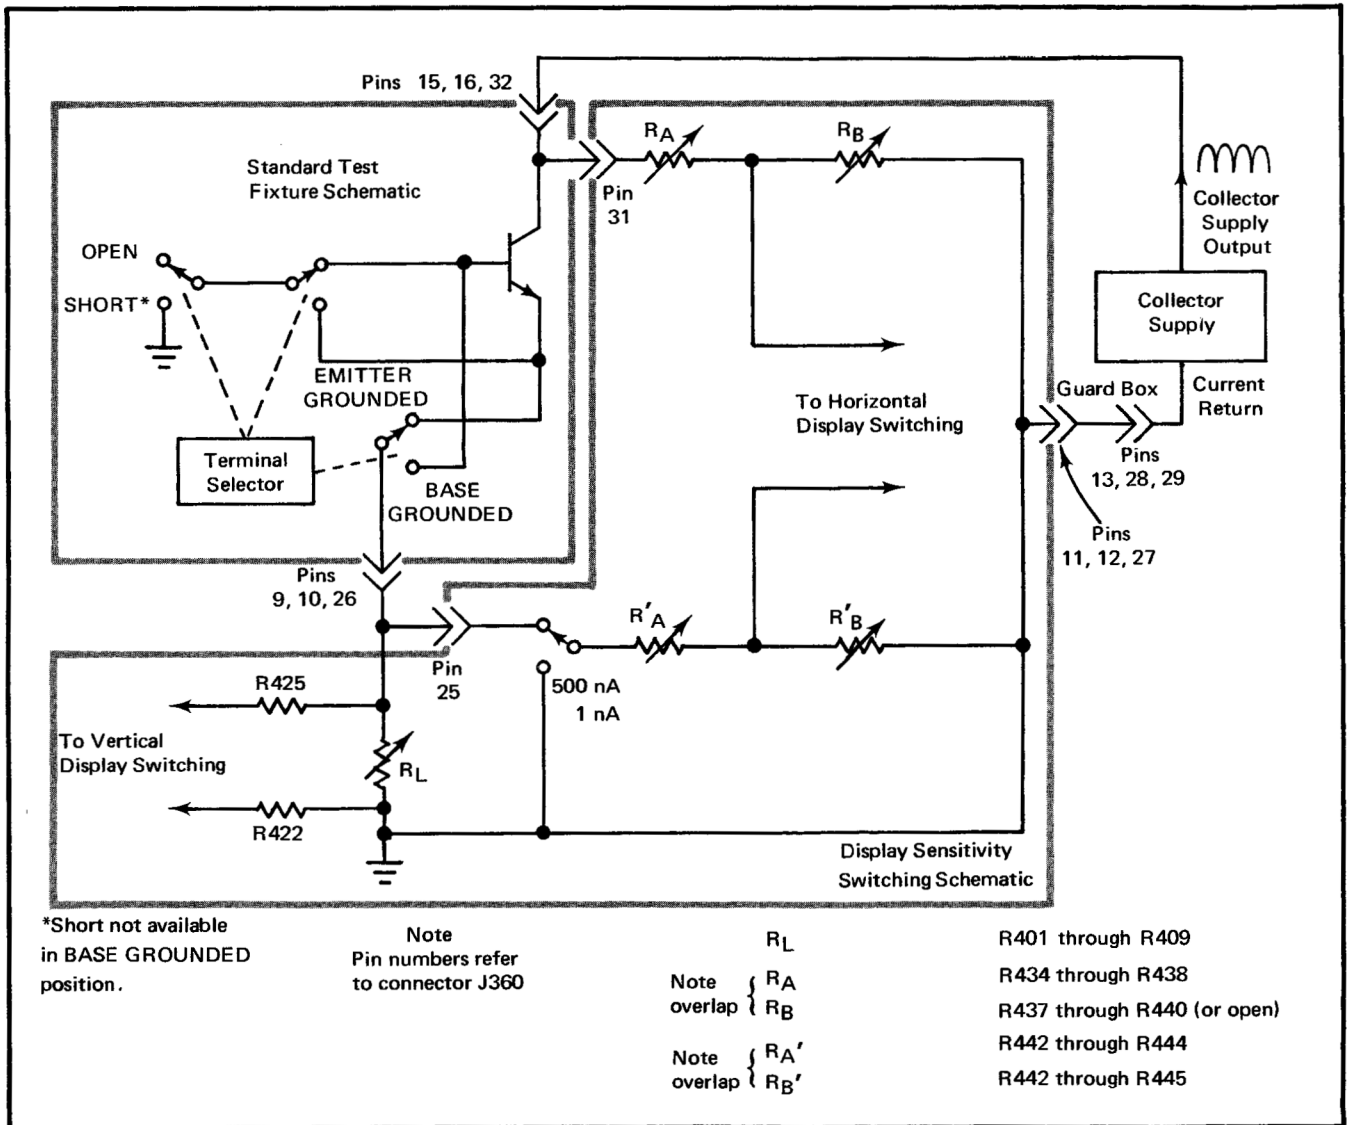 Pins 15, 16, 32
Standard Test
Fixture Schematic
RA
RB
Pin
31
Collector
Supply
Output
OPEN
SHORT*
EMITTER
GROUNDED
Terminal
Selector
BASE
GROUNDED
To Horizontal
Display Switching
Collector
Supply
Guard Box
Current
Return
Pins
13, 28, 29
Pins
11, 12, 27
Pins
9, 10, 26
R'A
R'B
Pin
25
500 nA
1 nA
R425
To Vertical
Display Switching
RL
R422
Display Sensitivity
Switching Schematic
*Short not available
in BASE GROUNDED
position.
Note
Pin numbers refer
to connector J360
RL R401 through R409
Note overlap { RA R434 through R438
RB R437 through R440 (or open)
Note overlap { RA' R442 through R444
RB' R442 through R445